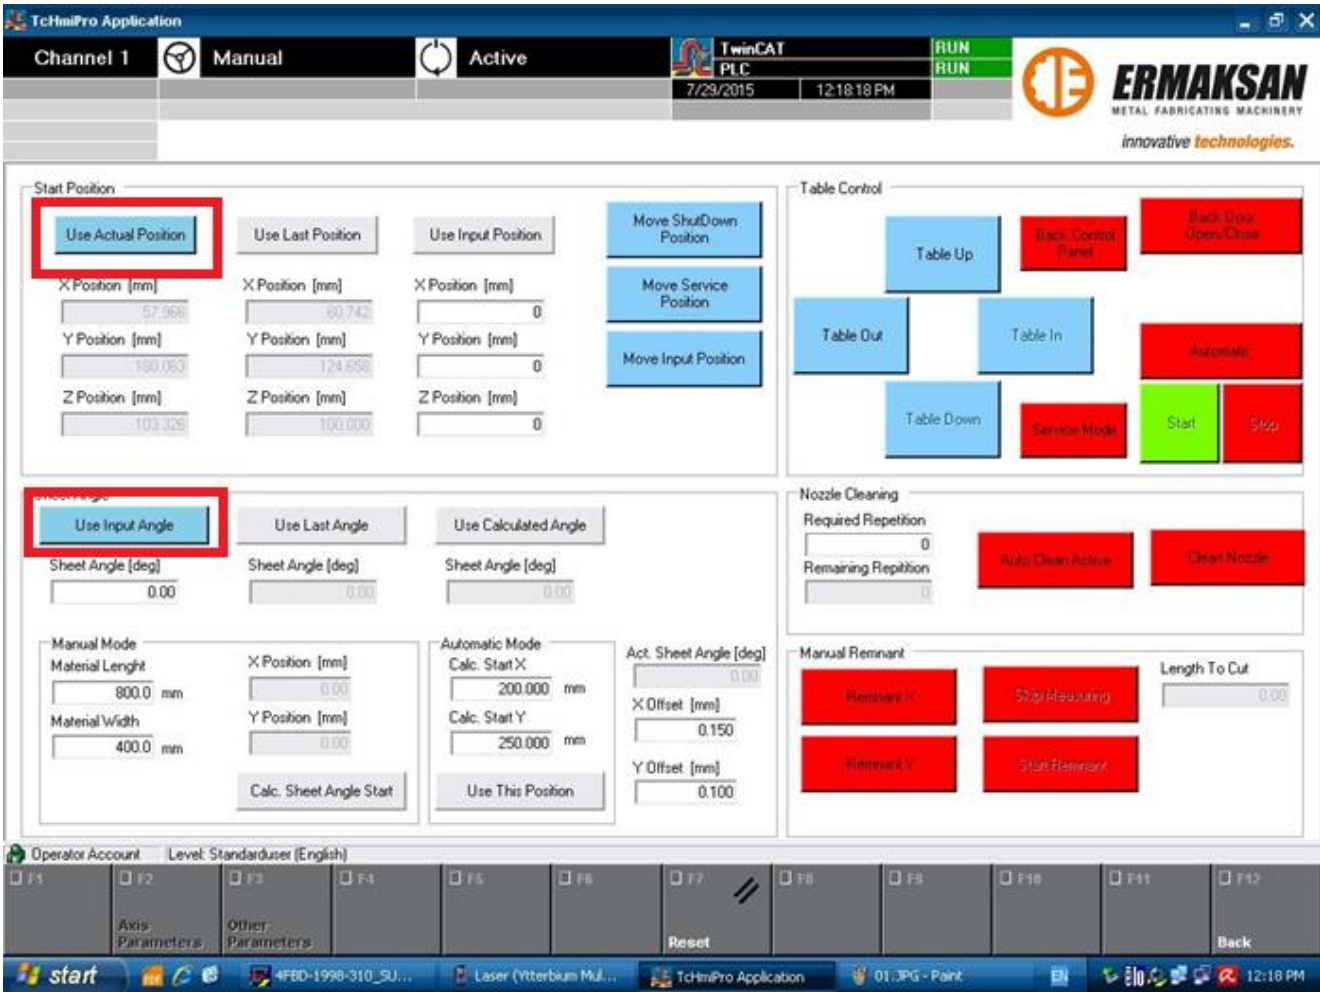 TcHmiPro Application
Channel 1 Manual Active TwinCAT RUN
PLC RUN
7/29/2015 12:18:18 PM
ERMAKSAN
METAL FABRICATING MACHINERY
innovative technologies.
Start Position
Use Actual Position Use Last Position Use Input Position
X Position [mm] X Position [mm] X Position [mm]
57.966 60.742 0
Y Position [mm] Y Position [mm] Y Position [mm]
180.063 124.658 0
Z Position [mm] Z Position [mm] Z Position [mm]
103.326 100.000 0
Move ShutDown
Position
Move Service
Position
Move Input Position
Table Control
Table Up
Back Control
Panel
Back Door
Open/Close
Table Out Table In Automatic
Table Down Service Mode Start Stop
Sheet Angle
Use Input Angle Use Last Angle Use Calculated Angle
Sheet Angle [deg] Sheet Angle [deg] Sheet Angle [deg]
0.00 0.00 0.00
Manual Mode
Material Lenght X Position [mm]
800.0 mm 0.00
Material Width Y Position [mm]
400.0 mm 0.00
Calc. Sheet Angle Start
Automatic Mode
Calc. Start X
200.000 mm
Calc. Start Y
250.000 mm
Use This Position
Act. Sheet Angle [deg]
0.00
X Offset [mm]
0.150
Y Offset [mm]
0.100
Nozzle Cleaning
Required Repetition
0
Remaining Repitition
0
Auto Clean Active Clean Nozzle
Manual Remnant
Remnant X Stop Measuring Length To Cut
0.00
Remnant Y Start Remnant
Operator Account Level: Standarduser (English)
F1 F2 F3 F4 F5 F6 F7 F8 F9 F10 F11 F12
Axis Parameters Other Parameters Reset Back
start 4FBD-1998-310_SU... Laser (Ytterbium Mul... TcHmiPro Application 01.JPG - Paint EN 12:18 PM